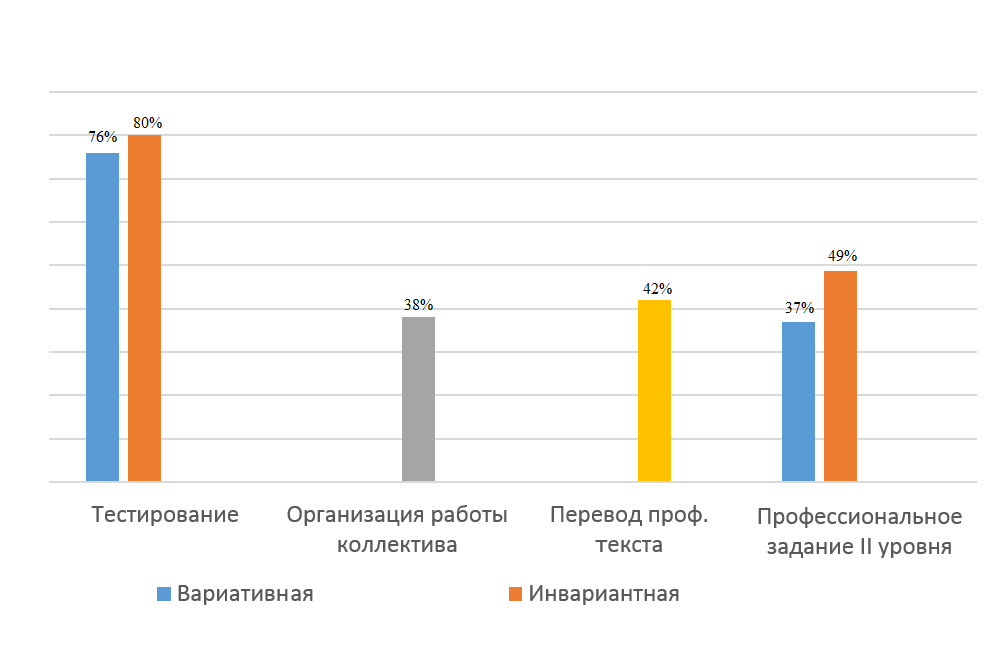 76%
80%
38%
42%
37%
49%
Тестирование
Организация работы
коллектива
Перевод проф.
текста
Профессиональное
задание II уровня
Вариативная
Инвариантная